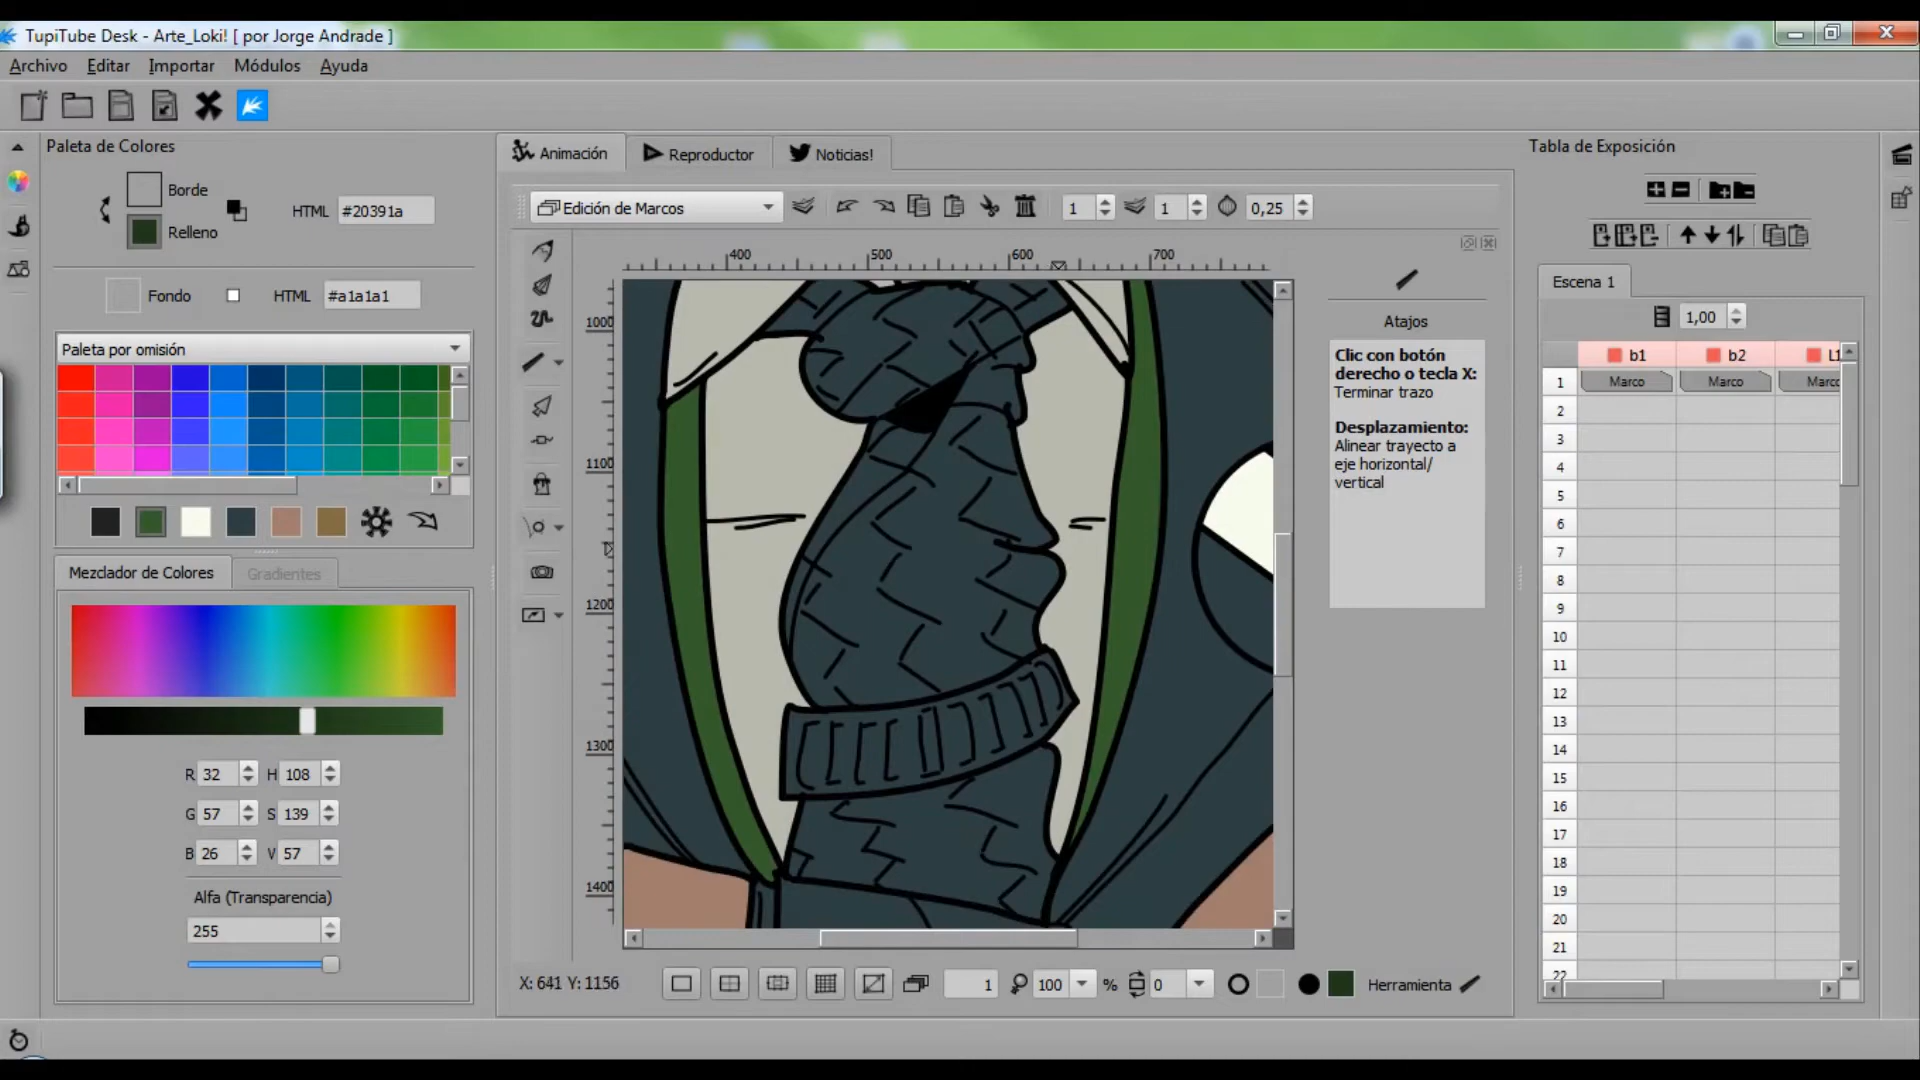 TupiTube Desk - Arte_Loki! [ por Jorge Andrade ]
Archivo Editar Importar Módulos Ayuda
Paleta de Colores
Borde
Relleno
HTML #20391a
Fondo HTML #a1a1a1
Paleta por omisión
Mezclador de Colores Gradientes
R 32 H 108
G 57 S 139
B 26 V 57
Alfa (Transparencia)
255
Animación Reproductor Noticias!
Edición de Marcos 1 1 0,25
400 500 600 700
1000
1100
1200
1300
1400
Atajos
Clic con botón
derecho o tecla X:
Terminar trazo
Desplazamiento:
Alinear trayecto a
eje horizontal/
vertical
X: 641 Y: 1156 1 100 % 0 Herramienta
Tabla de Exposición
Escena 1
1,00
b1 b2 L1
1 Marco Marco Marco
2
3
4
5
6
7
8
9
10
11
12
13
14
15
16
17
18
19
20
21
22